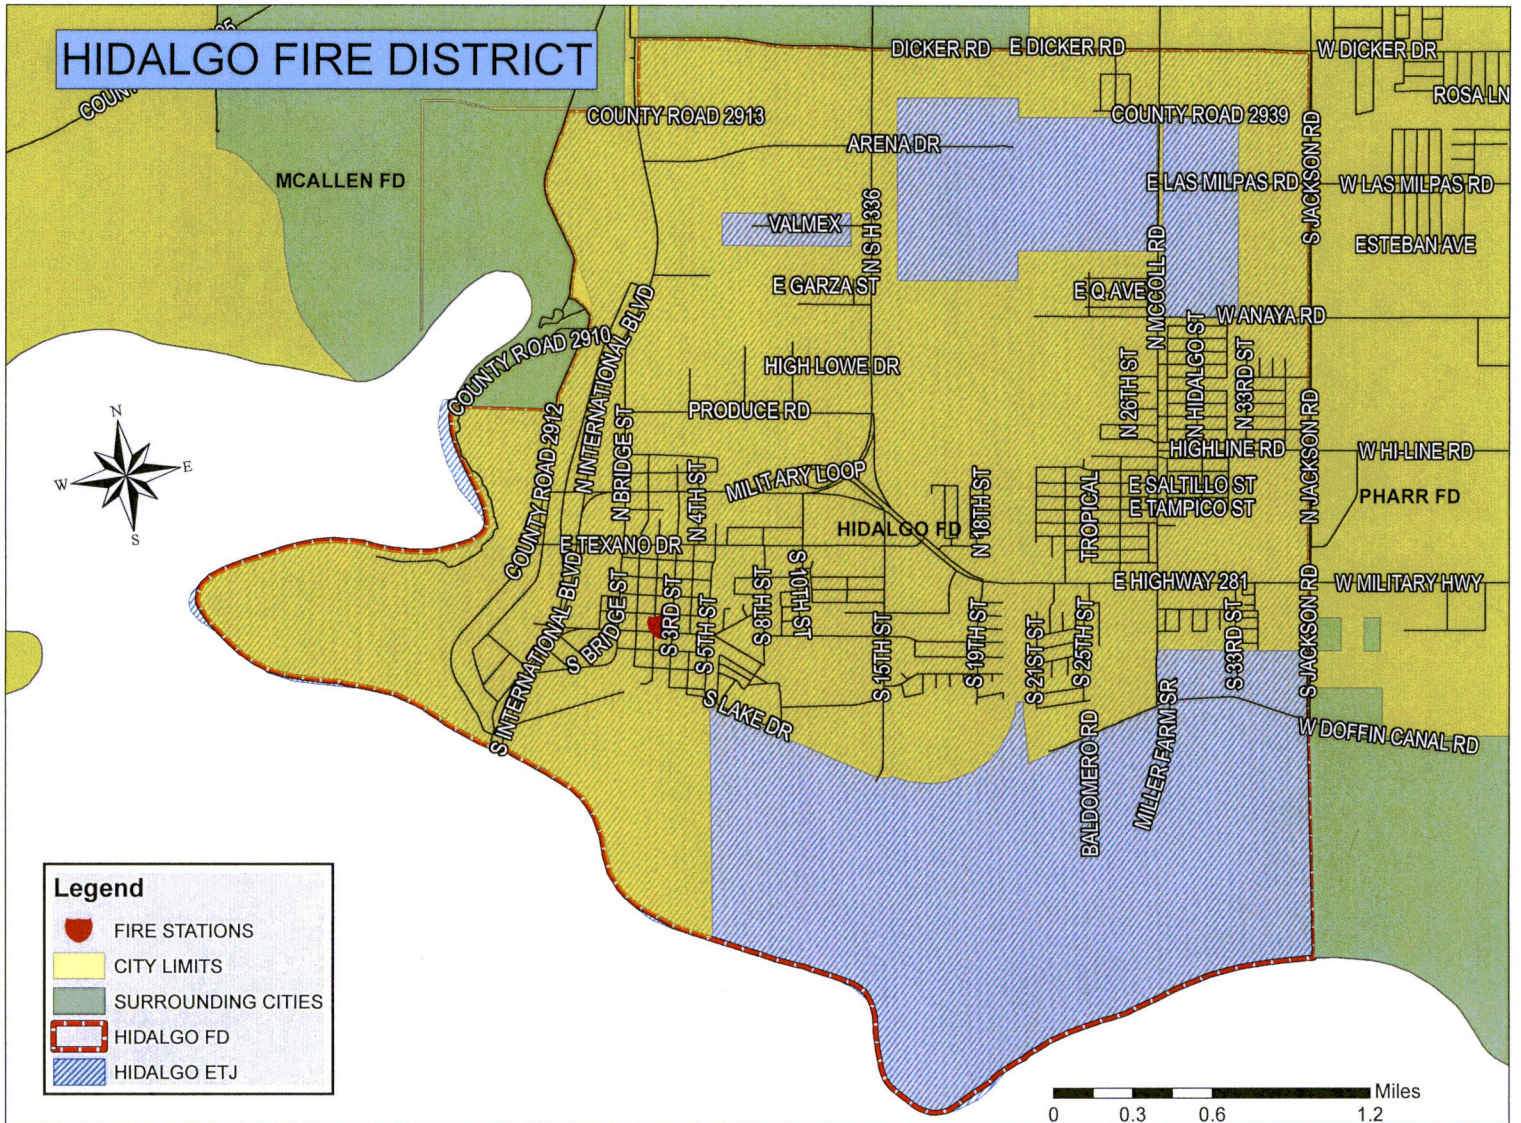 HIDALGO FIRE DISTRICT
DICKER RD
E DICKER RD
W DICKER DR
ROSA LN
COUNTY ROAD 2913
COUNTY ROAD 2939
ARENA DR
MCALLEN FD
E LAS MILPAS RD
W LAS MILPAS RD
S JACKSON RD
VALMEX
N S H 336
ESTEBAN AVE
E GARZA ST
E Q AVE
N MCCOLL RD
W ANAYA RD
COUNTY ROAD 2910
N INTERNATIONAL BLVD
HIGH LOWE DR
N 26TH ST
N HIDALGO ST
N 33RD ST
PRODUCE RD
COUNTY ROAD 2912
N BRIDGE ST
N JACKSON RD
HIGHLINE RD
W HI-LINE RD
N 4TH ST
MILITARY LOOP
N 18TH ST
TROPICAL
E SALTILLO ST
E TAMPICO ST
PHARR FD
HIDALGO FD
E TEXANO DR
E HIGHWAY 281
W MILITARY HWY
S INTERNATIONAL BLVD
S BRIDGE ST
S 3RD ST
S 5TH ST
S 8TH ST
S 10TH ST
S 15TH ST
S 19TH ST
S 21ST ST
S 25TH ST
S 33RD ST
S JACKSON RD
S LAKE DR
BALDOMERO RD
MILLER FARM SR
W DOFFIN CANAL RD
N
W
E
S
Legend
FIRE STATIONS
CITY LIMITS
SURROUNDING CITIES
HIDALGO FD
HIDALGO ETJ
Miles
0 0.3 0.6 1.2